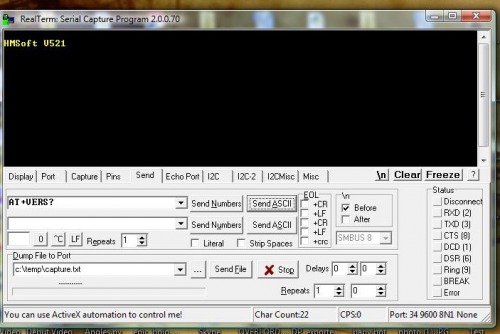 RealTerm: Serial Capture Program 2.0.0.70
HMSoft V521
Display Port Capture Pins Send Echo Port I2C I2C-2 I2CMisc Misc \n Clear Freeze ?
AT+VERS? Send Numbers Send ASCII
Send Numbers Send ASCII
0 ^C LF Repeats 1 Literal Strip Spaces
EOL
+CR
+LF
+CR
+LF
+crc
\n
Before
After
SMBUS 8
Dump File to Port
c:\temp\capture.txt ... Send File Stop Delays 0 0
Repeats 1 0
Status
Disconnect
RXD (2)
TXD (3)
CTS (8)
DCD (1)
DSR (6)
Ring (9)
BREAK
Error
You can use ActiveX automation to control me! Char Count:22 CPS:0 Port: 34 9600 8N1 None